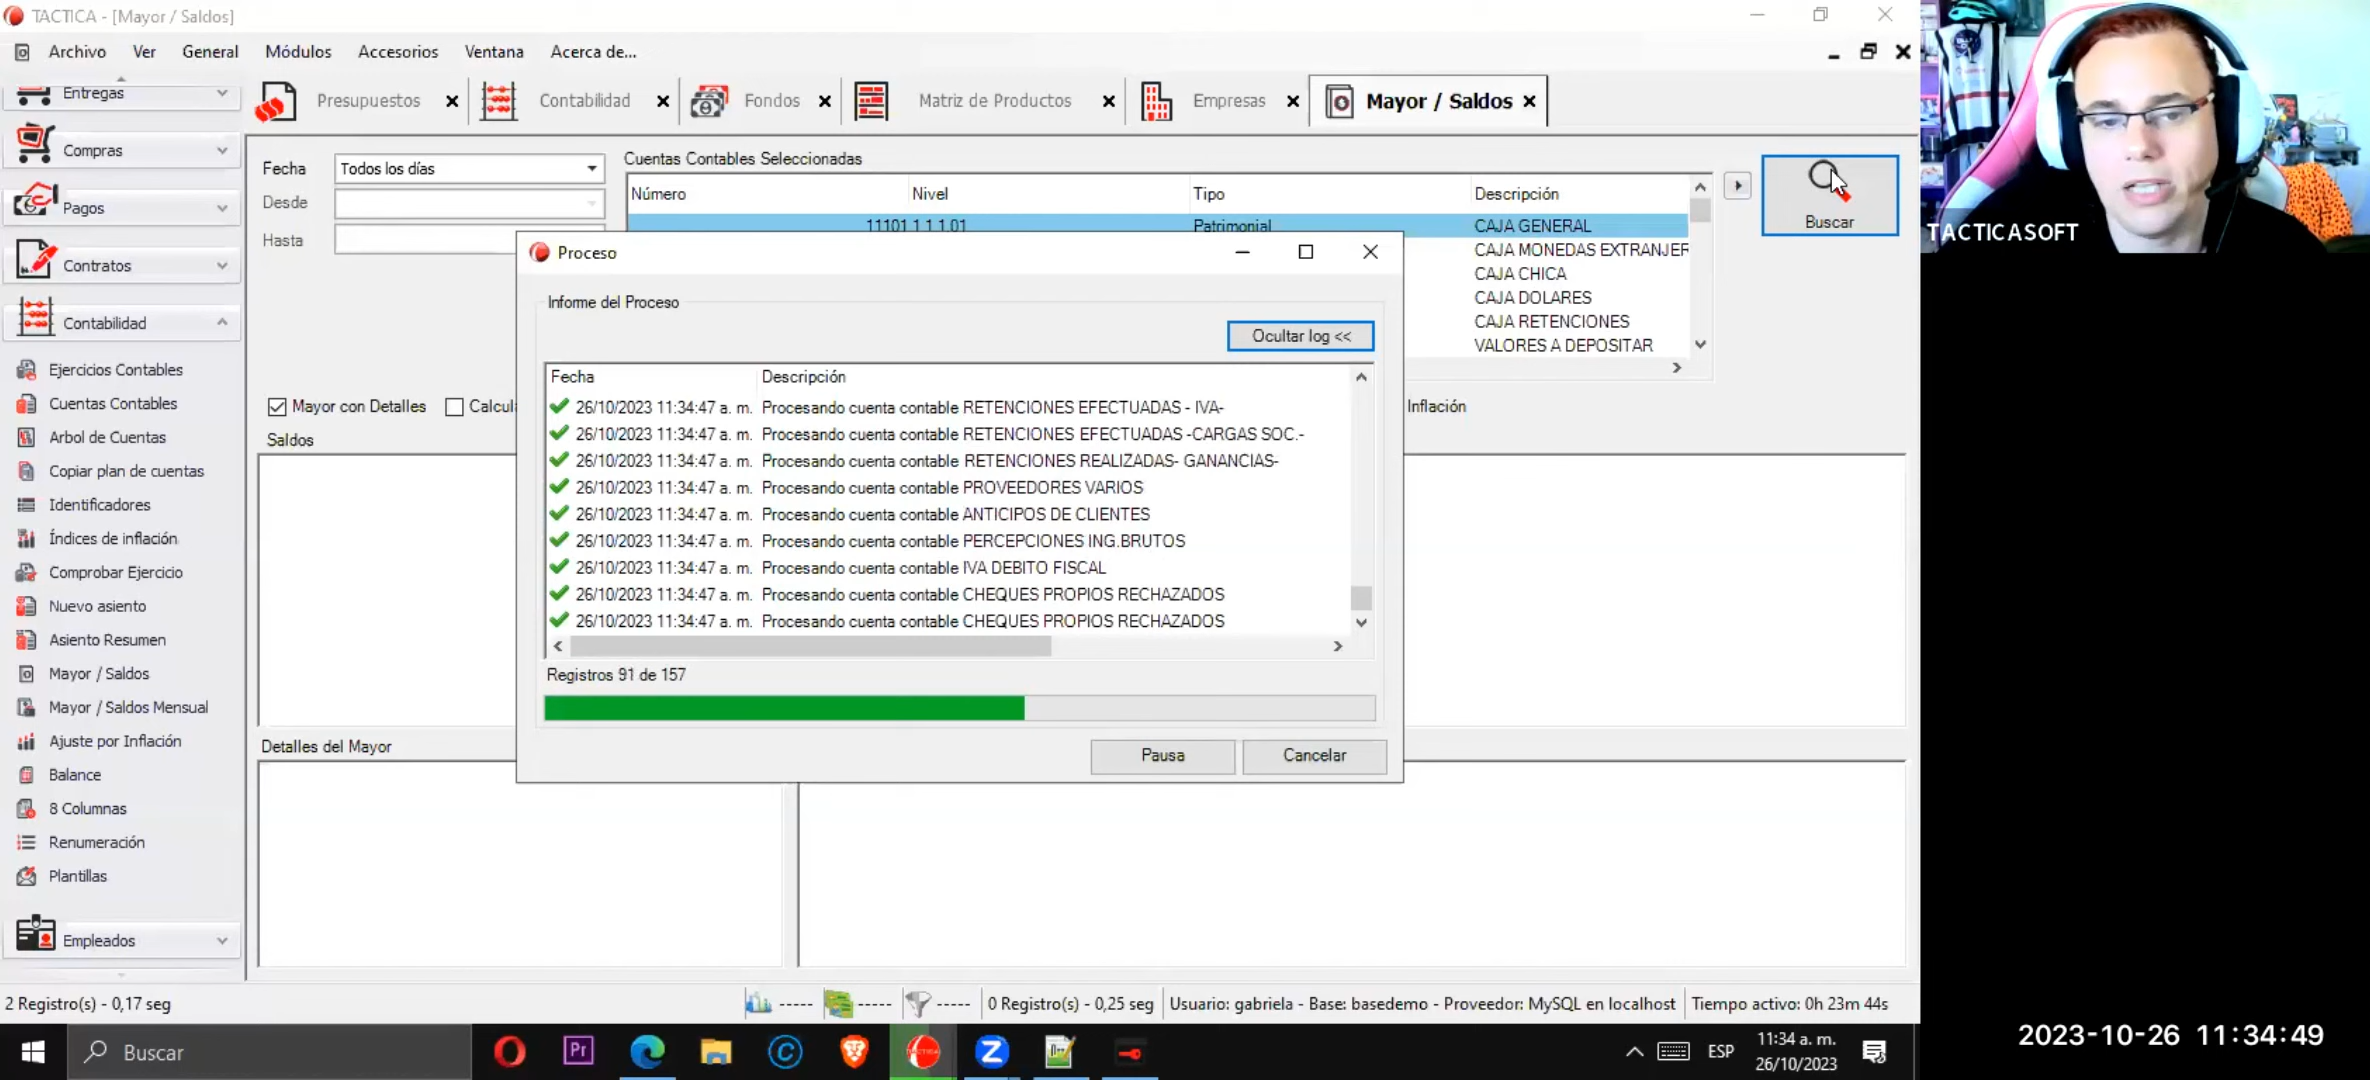 TACTICA - [Mayor / Saldos]
Archivo Ver General Módulos Accesorios Ventana Acerca de...
Entregas
Compras
Pagos
Contratos
Contabilidad
Ejercicios Contables
Cuentas Contables
Arbol de Cuentas
Copiar plan de cuentas
Identificadores
Índices de inflación
Comprobar Ejercicio
Nuevo asiento
Asiento Resumen
Mayor / Saldos
Mayor / Saldos Mensual
Ajuste por Inflación
Balance
8 Columnas
Renumeración
Plantillas
Empleados
Presupuestos Contabilidad Fondos Matriz de Productos Empresas Mayor / Saldos
Fecha Todos los días
Desde
Hasta
Cuentas Contables Seleccionadas
Número Nivel Tipo Descripción
11101 1.1.1.01 Patrimonial CAJA GENERAL
CAJA MONEDAS EXTRANJER
CAJA CHICA
CAJA DOLARES
CAJA RETENCIONES
VALORES A DEPOSITAR
Buscar
Mayor con Detalles
Inflación
Saldos
Detalles del Mayor
Proceso
Informe del Proceso
Ocultar log <<
Fecha Descripción
26/10/2023 11:34:47 a. m. Procesando cuenta contable RETENCIONES EFECTUADAS - IVA-
26/10/2023 11:34:47 a. m. Procesando cuenta contable RETENCIONES EFECTUADAS -CARGAS SOC.-
26/10/2023 11:34:47 a. m. Procesando cuenta contable RETENCIONES REALIZADAS- GANANCIAS-
26/10/2023 11:34:47 a. m. Procesando cuenta contable PROVEEDORES VARIOS
26/10/2023 11:34:47 a. m. Procesando cuenta contable ANTICIPOS DE CLIENTES
26/10/2023 11:34:47 a. m. Procesando cuenta contable PERCEPCIONES ING.BRUTOS
26/10/2023 11:34:47 a. m. Procesando cuenta contable IVA DEBITO FISCAL
26/10/2023 11:34:47 a. m. Procesando cuenta contable CHEQUES PROPIOS RECHAZADOS
26/10/2023 11:34:47 a. m. Procesando cuenta contable CHEQUES PROPIOS RECHAZADOS
Registros 91 de 157
Pausa Cancelar
2 Registro(s) - 0,17 seg ----- ----- ----- 0 Registro(s) - 0,25 seg Usuario: gabriela - Base: basedemo - Proveedor: MySQL en localhost Tiempo activo: 0h 23m 44s
Buscar
Pr
ESP
11:34 a. m.
26/10/2023
TACTICASOFT
2023-10-26 11:34:49